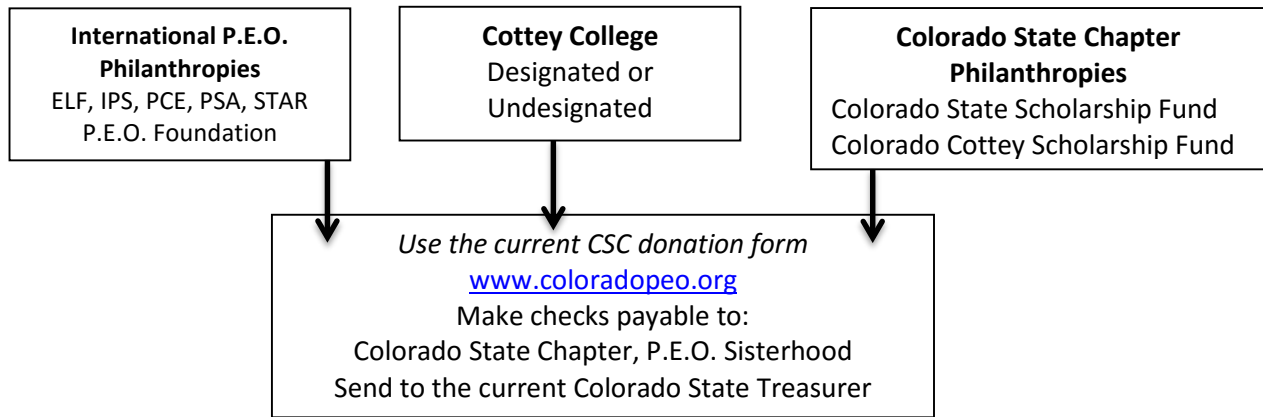 International P.E.O.
Philanthropies
ELF, IPS, PCE, PSA, STAR
P.E.O. Foundation
Cottey College
Designated or
Undesignated
Colorado State Chapter
Philanthropies
Colorado State Scholarship Fund
Colorado Cottey Scholarship Fund
Use the current CSC donation form
www.coloradopeo.org
Make checks payable to:
Colorado State Chapter, P.E.O. Sisterhood
Send to the current Colorado State Treasurer